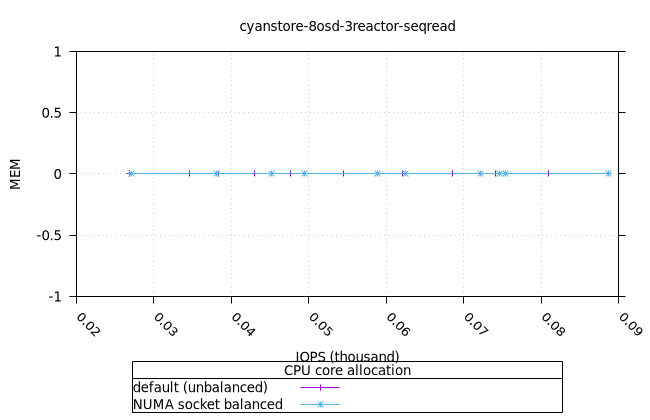 cyanstore-8osd-3reactor-seqread
1
0.5
0
-0.5
-1
MEM
0.02
0.03
0.04
0.05
0.06
0.07
0.08
0.09
IOPS (thousand)
CPU core allocation
default (unbalanced)
NUMA socket balanced